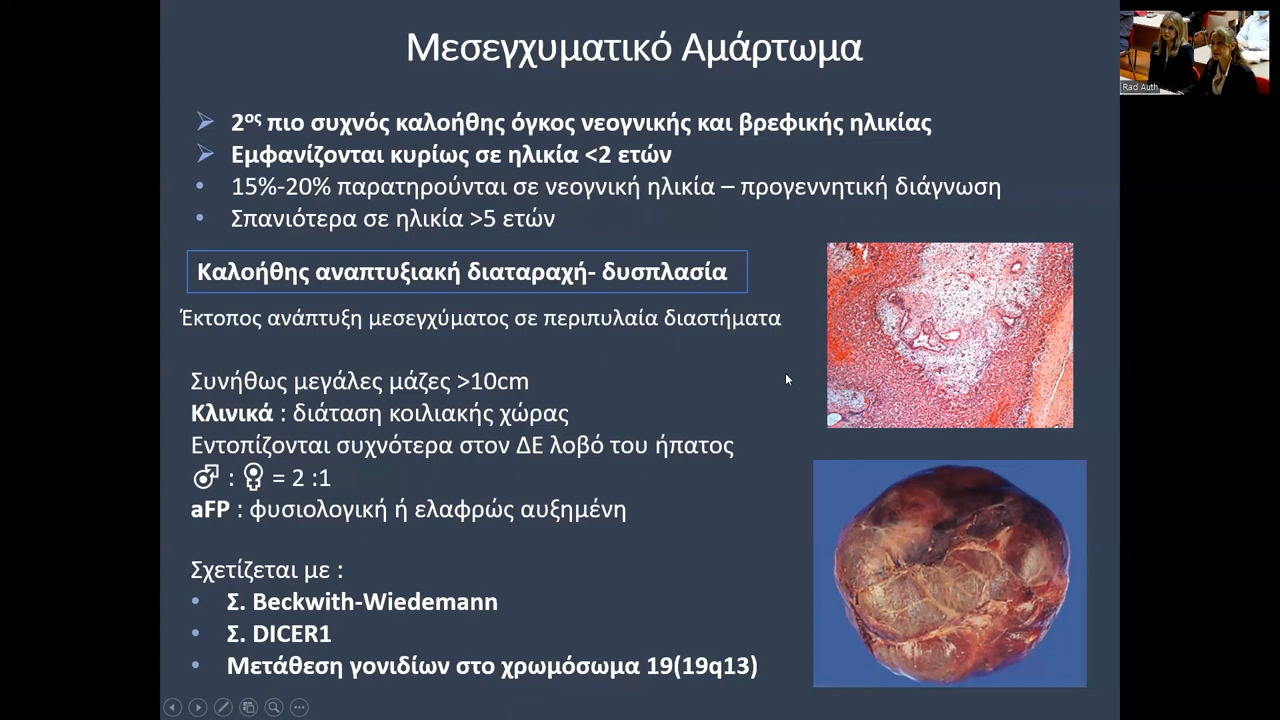 Μεσεγχυματικό Αμάρτωμα
2ος πιο συχνός καλοήθης όγκος νεογνικής και βρεφικής ηλικίας
Εμφανίζονται κυρίως σε ηλικία <2 ετών
15%-20% παρατηρούνται σε νεογνική ηλικία – προγεννητική διάγνωση
Σπανιότερα σε ηλικία >5 ετών
Καλοήθης αναπτυξιακή διαταραχή- δυσπλασία
Έκτοπος ανάπτυξη μεσεγχύματος σε περιπυλαία διαστήματα
Συνήθως μεγάλες μάζες >10cm
Κλινικά : διάταση κοιλιακής χώρας
Εντοπίζονται συχνότερα στον ΔΕ λοβό του ήπατος
♂ : ♀ = 2 :1
aFP : φυσιολογική ή ελαφρώς αυξημένη
Σχετίζεται με :
Σ. Beckwith-Wiedemann
Σ. DICER1
Μετάθεση γονιδίων στο χρωμόσωμα 19(19q13)
Rad Auth